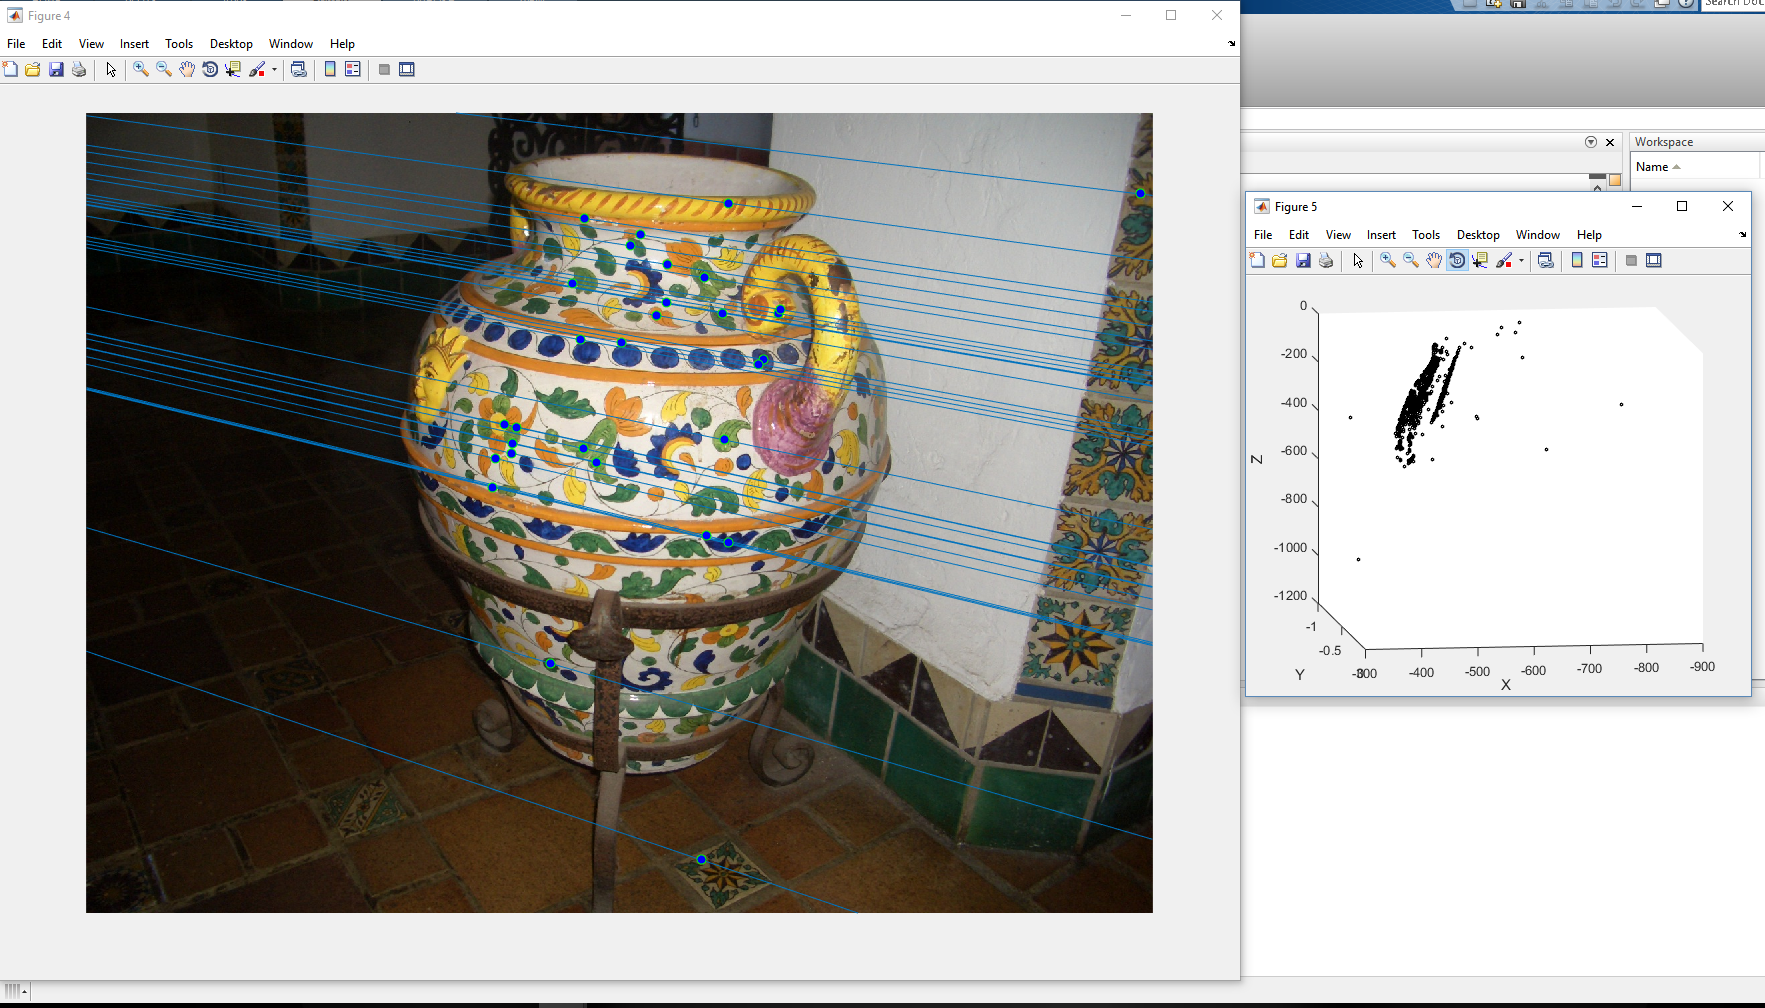 Figure 4
File Edit View Insert Tools Desktop Window Help
Workspace
Name
Figure 5
File Edit View Insert Tools Desktop Window Help
0
-200
-400
-600
-800
-1000
-1200
Z
-1
-0.5
Y
-400 -500 -600 -700 -800 -900
X